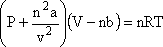 (P + n²a/v²)(V − nb) = nRT